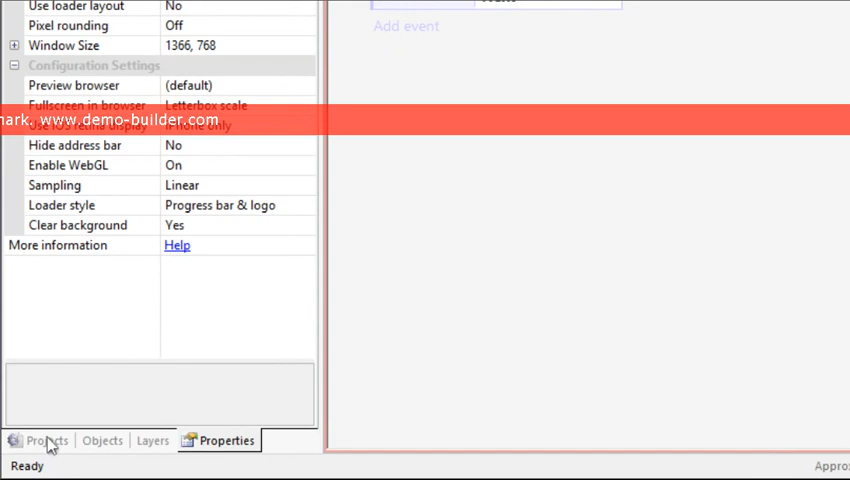 Use loader layout No
Pixel rounding Off
Add event
Window Size 1366, 768
Configuration Settings
Preview browser (default)
Fullscreen in browser Letterbox scale
mark, www.demo-builder.com
Use iOS retina display iPhone only
Hide address bar No
Enable WebGL On
Sampling Linear
Loader style Progress bar & logo
Clear background Yes
More information Help
Projects Objects Layers Properties
Ready
Approx